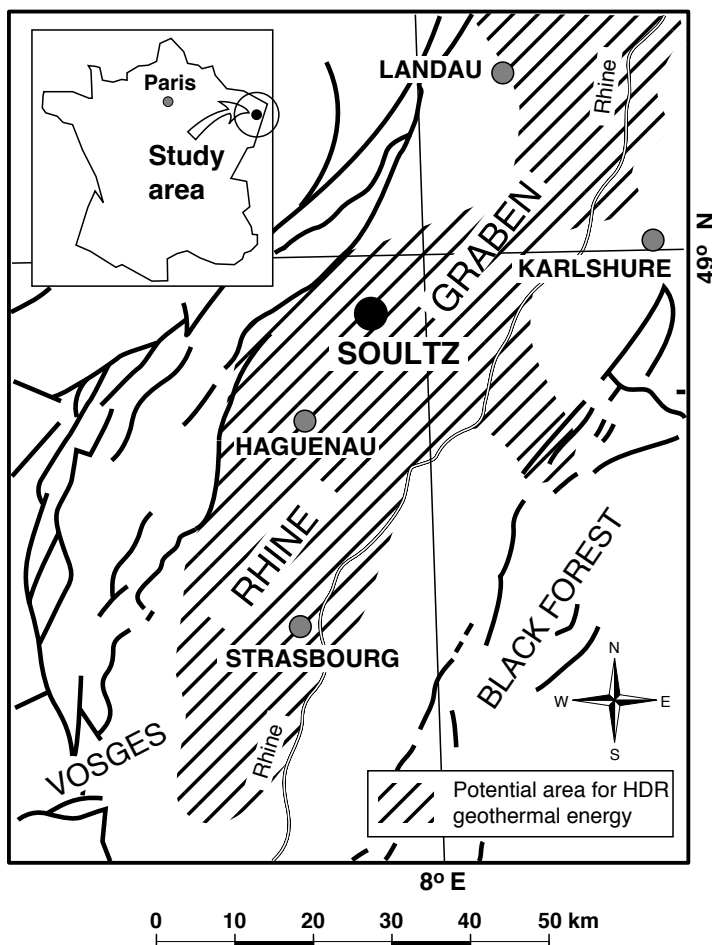 Paris
Study
area
LANDAU
Rhine
GRABEN
49° N
KARLSHURE
SOULTZ
HAGUENAU
RHINE
BLACK FOREST
STRASBOURG
N
W
E
S
VOSGES
Rhine
Potential area for HDR
geothermal energy
8° E
0 10 20 30 40 50 km